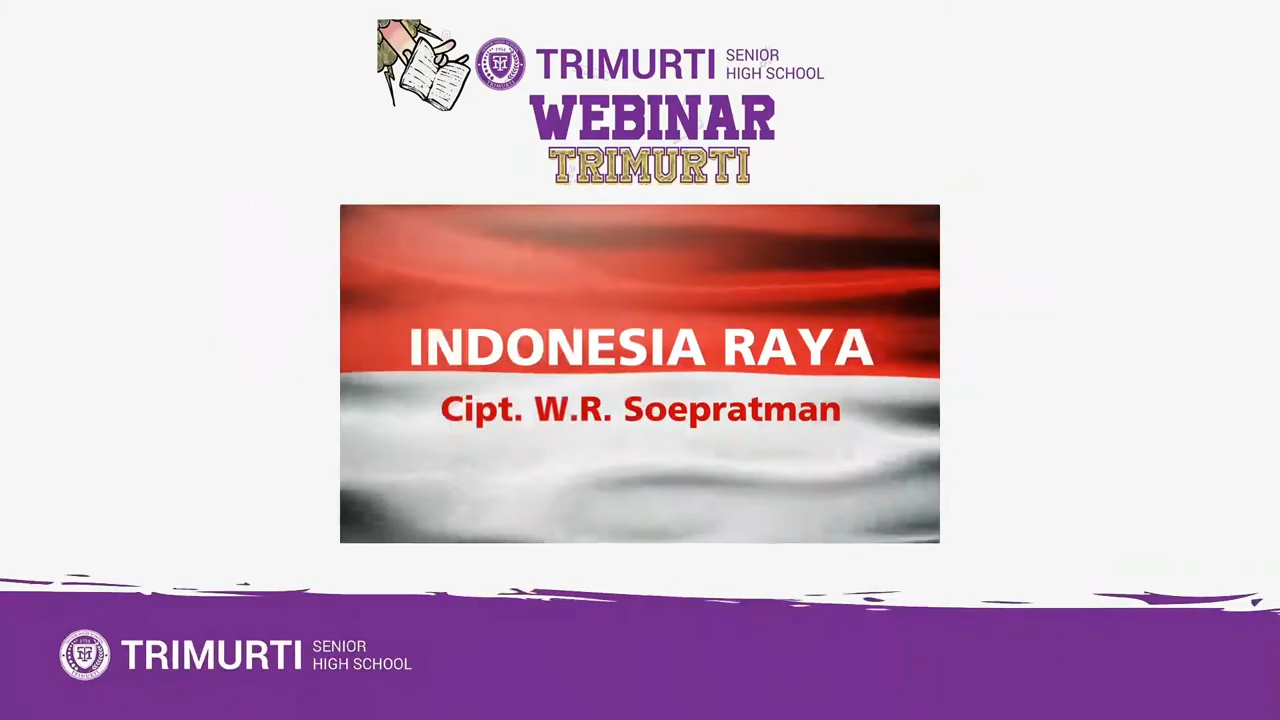 TRIMURTI SENIOR
HIGH SCHOOL
WEBINAR
TRIMURTI
INDONESIA RAYA
Cipt. W.R. Soepratman
TRIMURTI SENIOR
HIGH SCHOOL